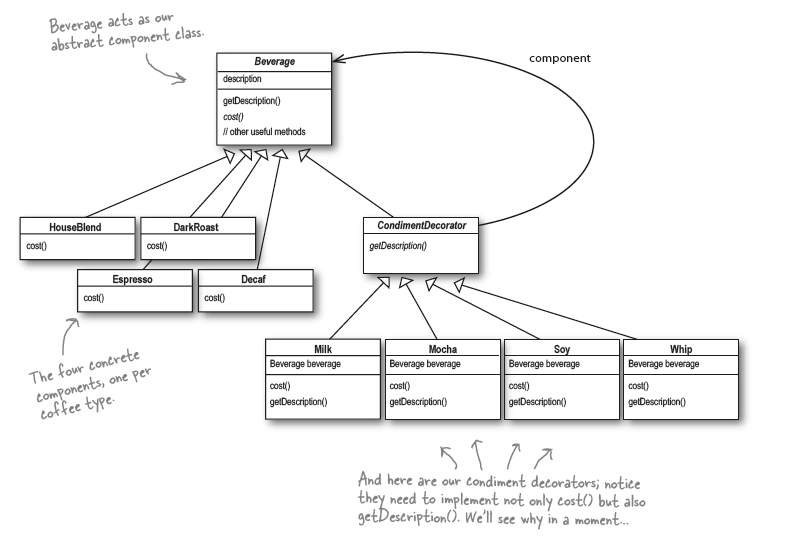 Beverage acts as our
abstract component class.
component
Beverage
description
getDescription()
cost()
// other useful methods
HouseBlend
cost()
DarkRoast
cost()
CondimentDecorator
getDescription()
Espresso
cost()
Decaf
cost()
The four concrete
components, one per
coffee type.
Milk
Beverage beverage
cost()
getDescription()
Mocha
Beverage beverage
cost()
getDescription()
Soy
Beverage beverage
cost()
getDescription()
Whip
Beverage beverage
cost()
getDescription()
And here are our condiment decorators; notice
they need to implement not only cost() but also
getDescription(). We'll see why in a moment...